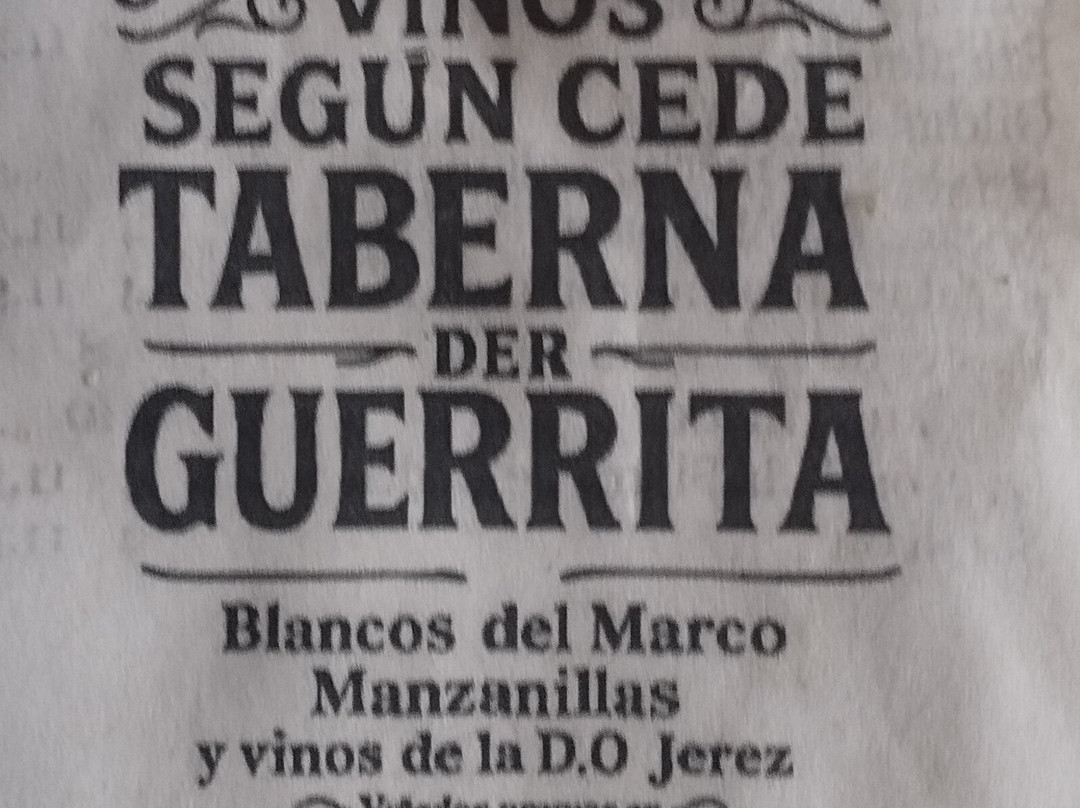 VINOS
SEGÚN CEDE
TABERNA
DER
GUERRITA
Blancos del Marco
Manzanillas
y vinos de la D.O Jerez